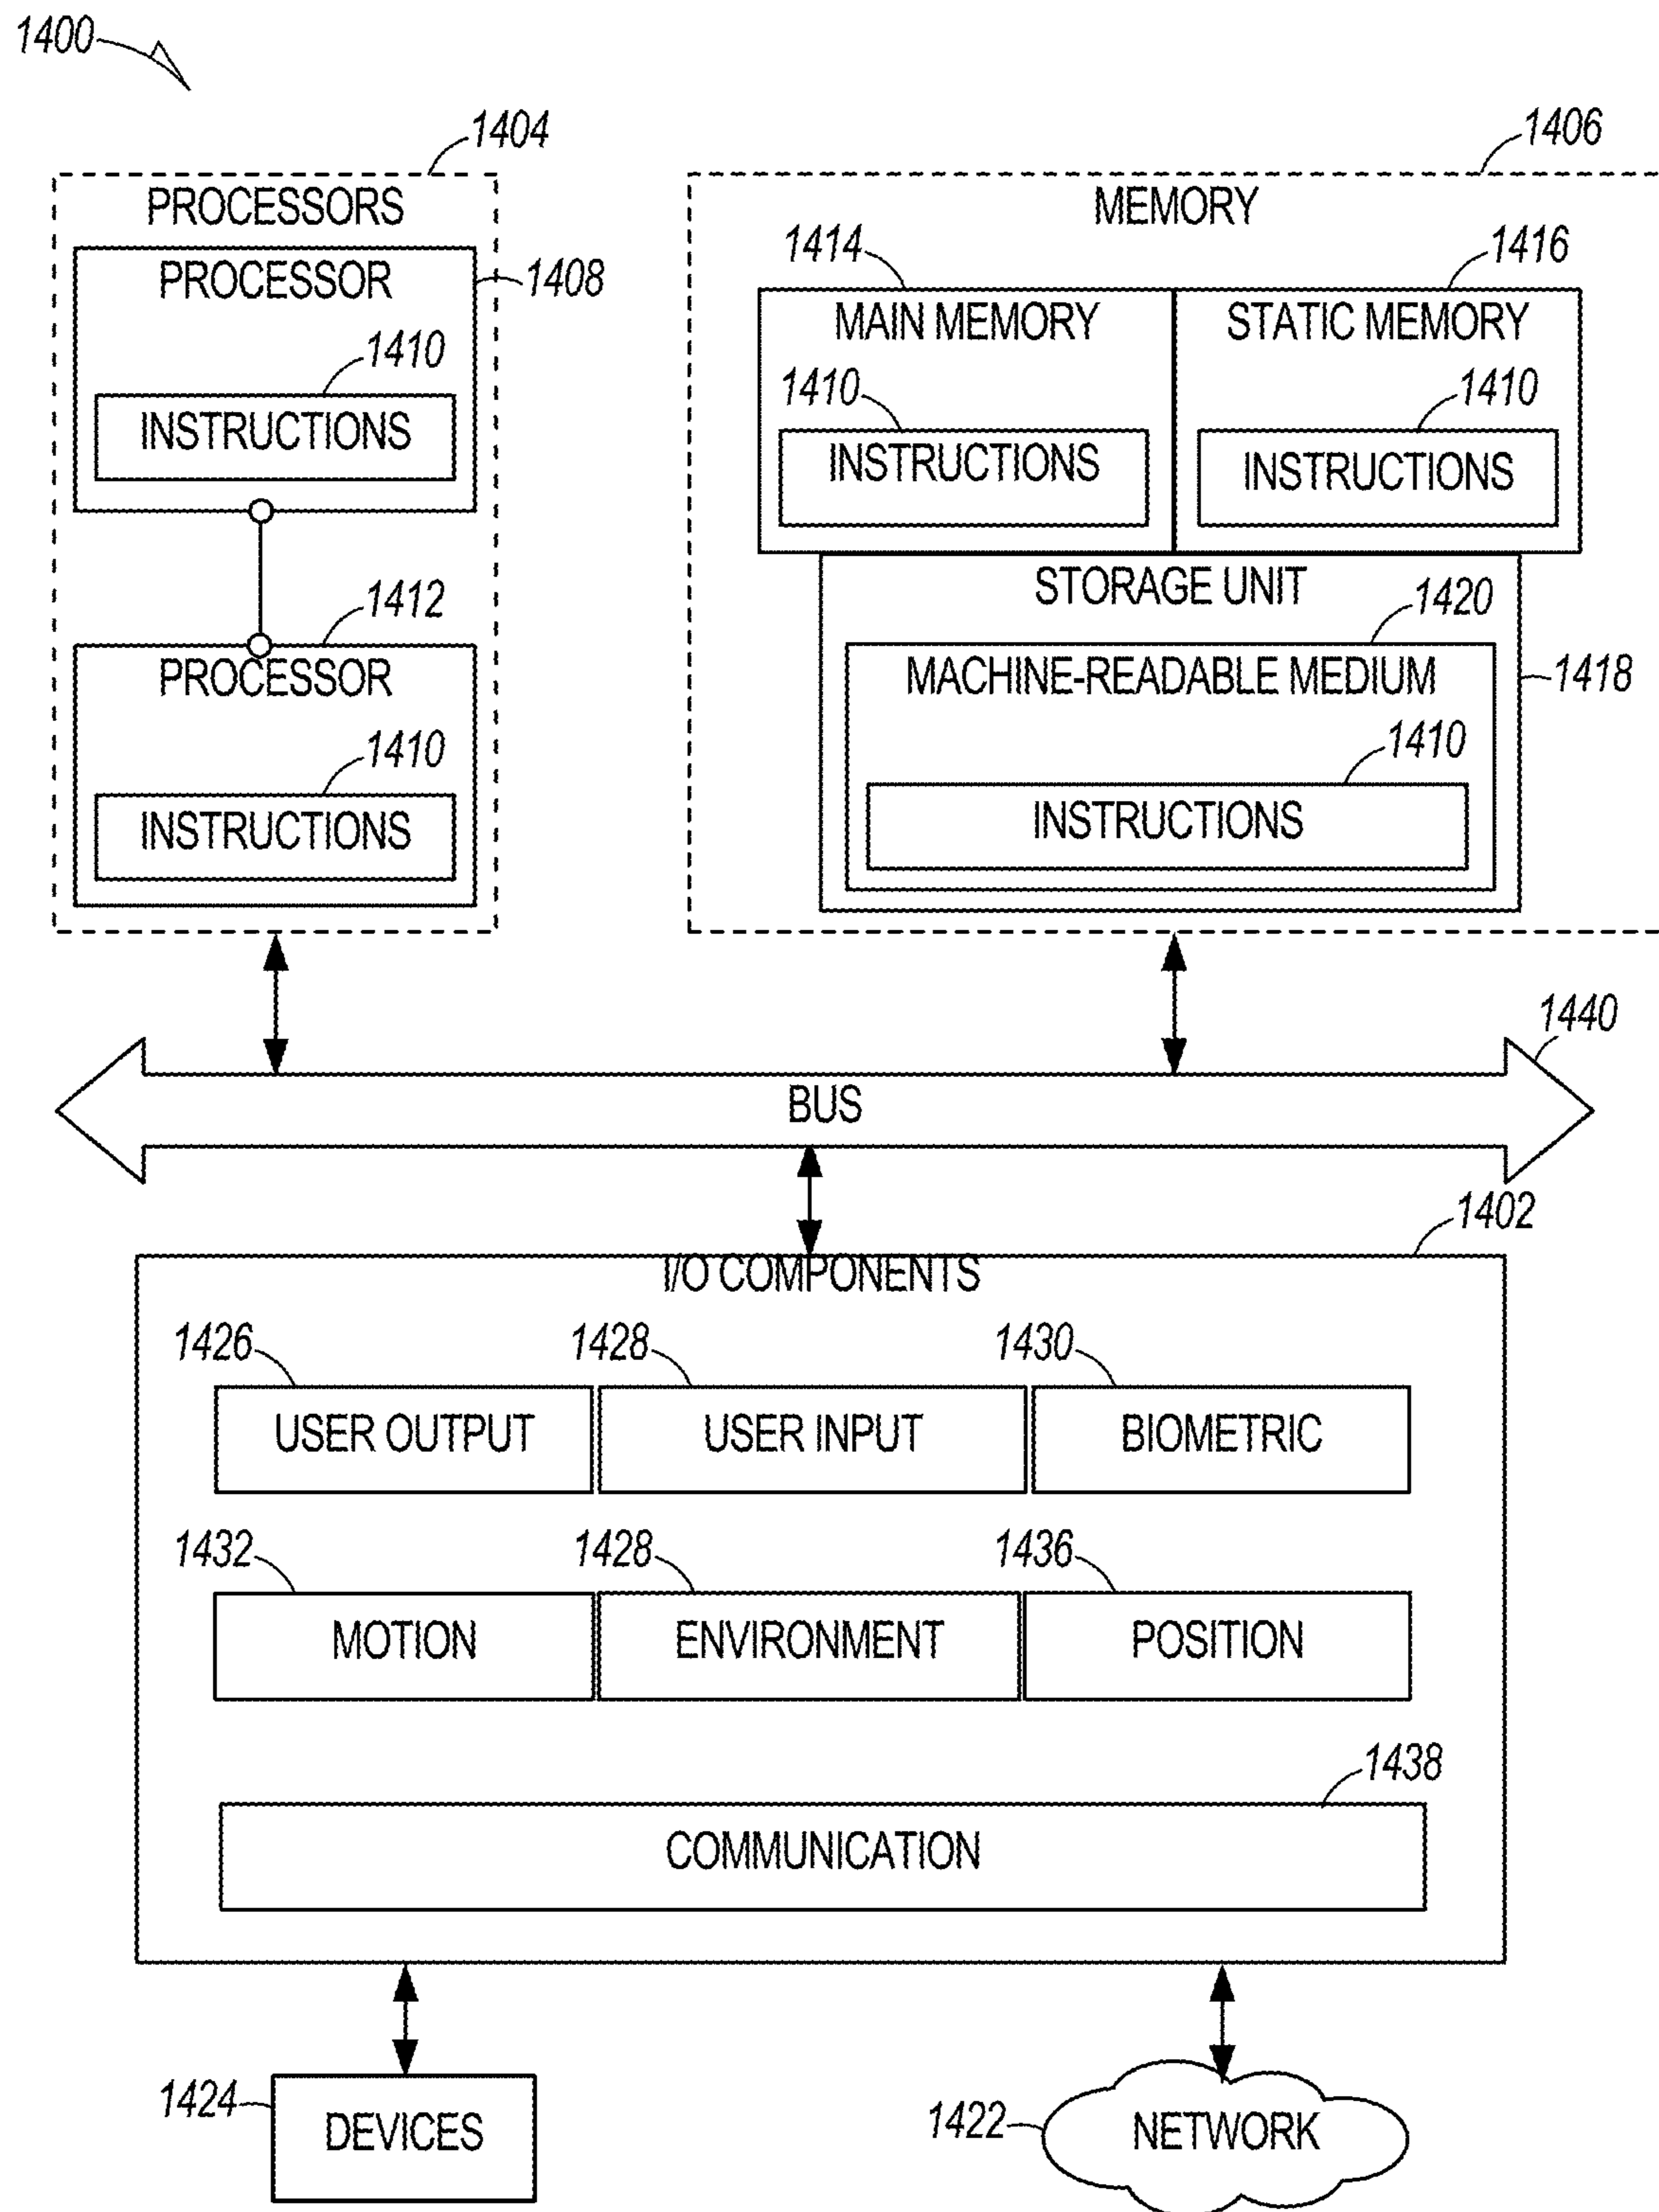 1400
1404
1406
PROCESSORS
MEMORY
1414
1416
PROCESSOR
1408
MAIN MEMORY
STATIC MEMORY
1410
1410
1410
INSTRUCTIONS
INSTRUCTIONS
INSTRUCTIONS
1412
STORAGE UNIT
1420
PROCESSOR
MACHINE-READABLE MEDIUM
1418
1410
1410
INSTRUCTIONS
INSTRUCTIONS
1440
BUS
1402
I/O COMPONENTS
1426
1428
1430
USER OUTPUT
USER INPUT
BIOMETRIC
1432
1428
1436
MOTION
ENVIRONMENT
POSITION
1438
COMMUNICATION
1424
DEVICES
1422
NETWORK